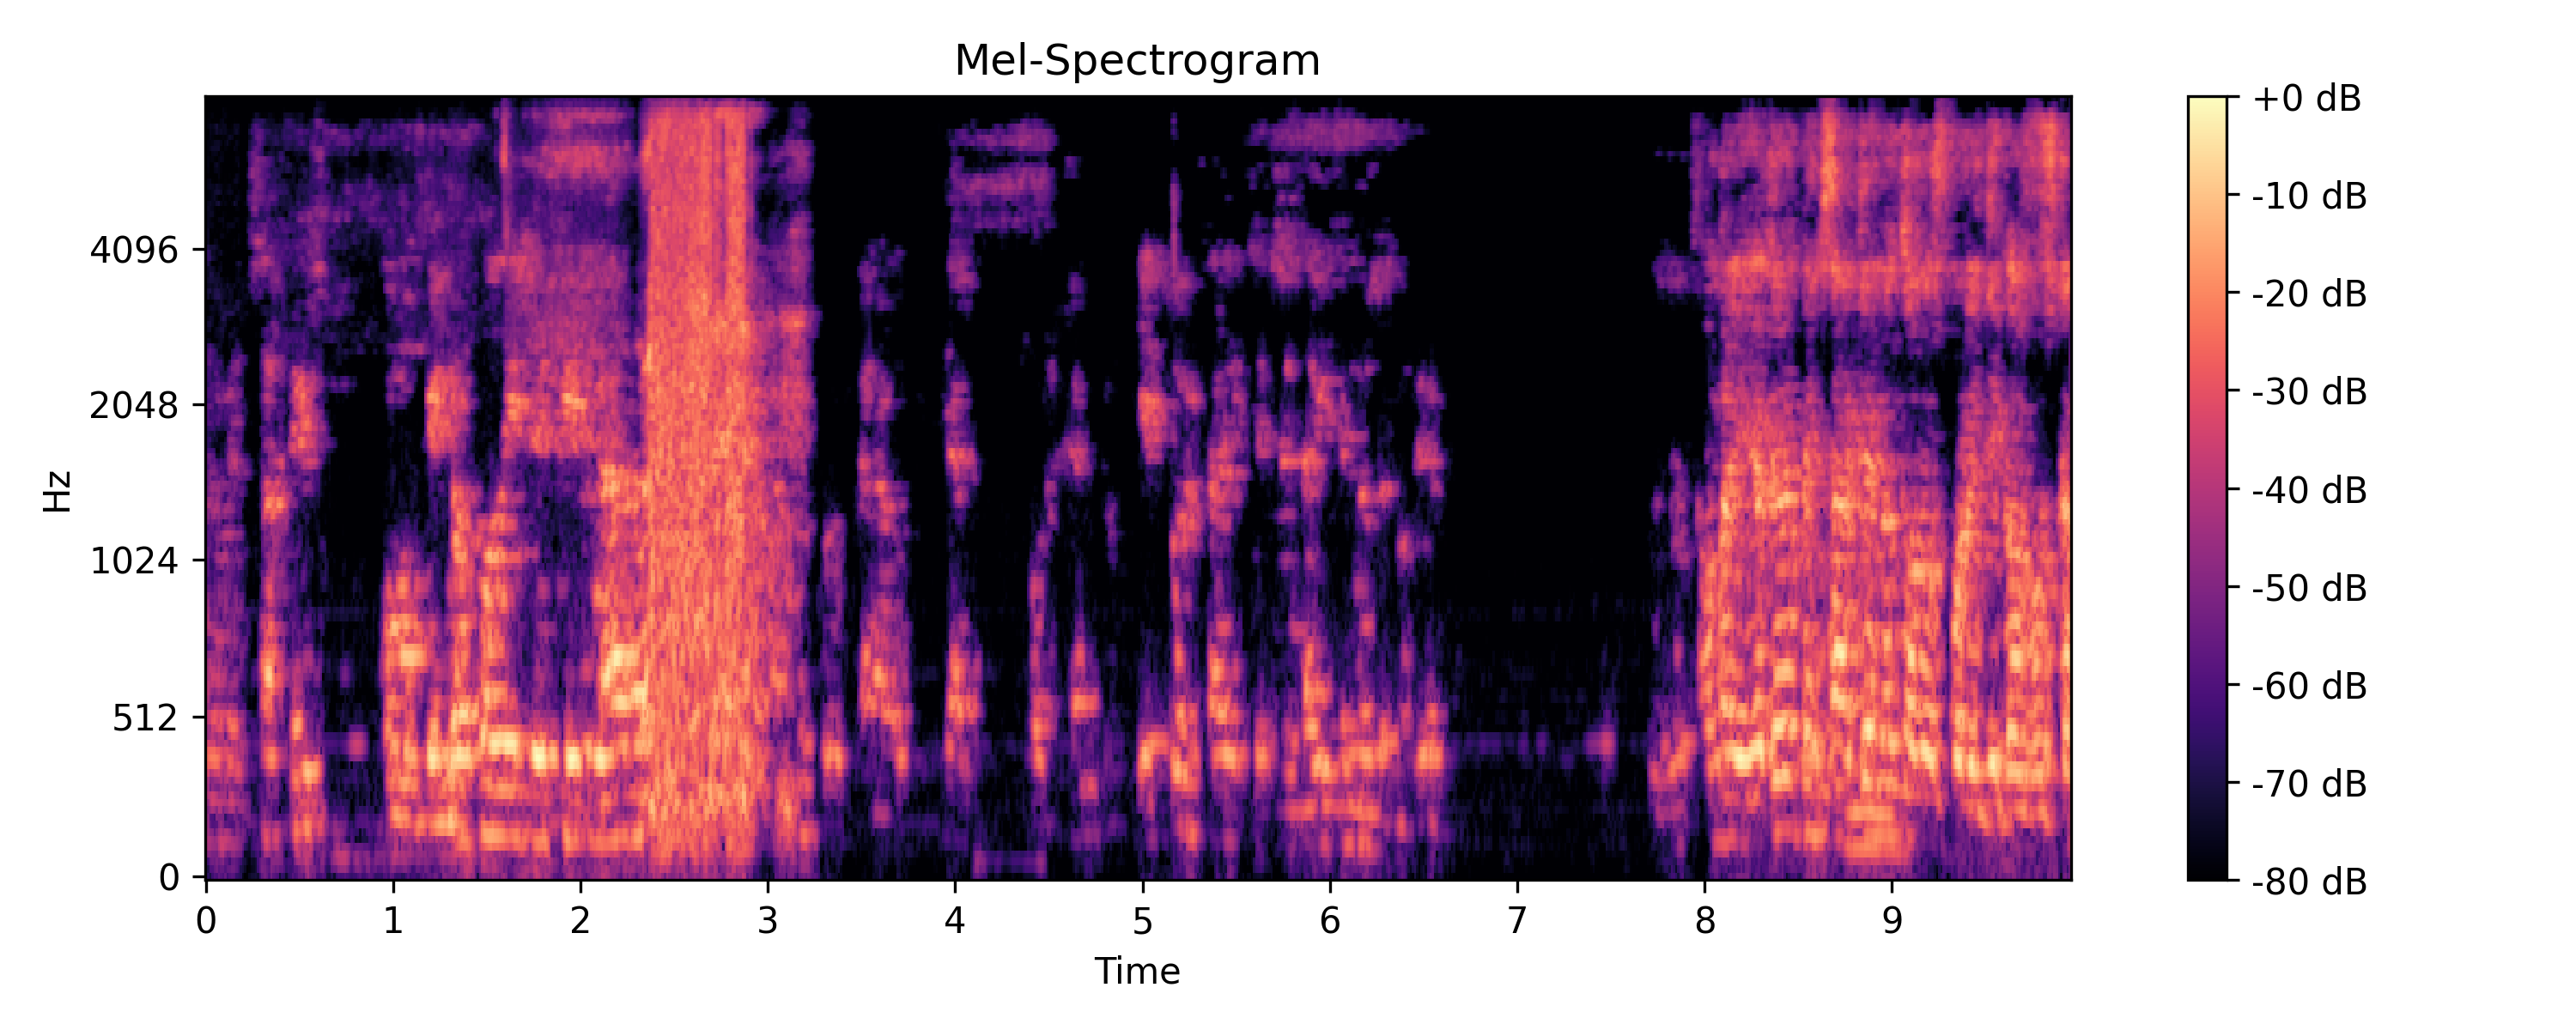 Mel-Spectrogram
+0 dB
-10 dB
-20 dB
-30 dB
-40 dB
-50 dB
-60 dB
-70 dB
-80 dB
Hz
4096
2048
1024
512
0
0 1 2 3 4 5 6 7 8 9
Time